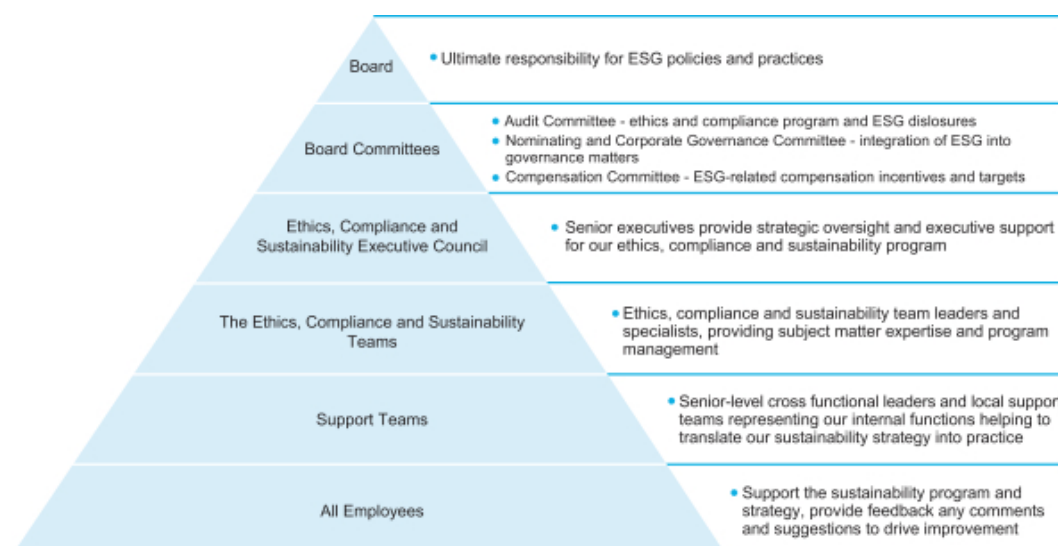 Board
• Ultimate responsibility for ESG policies and practices
Board Committees
• Audit Committee - ethics and compliance program and ESG dislosures
• Nominating and Corporate Governance Committee - integration of ESG into
governance matters
• Compensation Committee - ESG-related compensation incentives and targets
Ethics, Compliance and
Sustainability Executive Council
• Senior executives provide strategic oversight and executive support
for our ethics, compliance and sustainability program
The Ethics, Compliance and Sustainability
Teams
• Ethics, compliance and sustainability team leaders and
specialists, providing subject matter expertise and program
management
Support Teams
• Senior-level cross functional leaders and local support
teams representing our internal functions helping to
translate our sustainability strategy into practice
All Employees
• Support the sustainability program and
strategy, provide feedback any comments
and suggestions to drive improvement